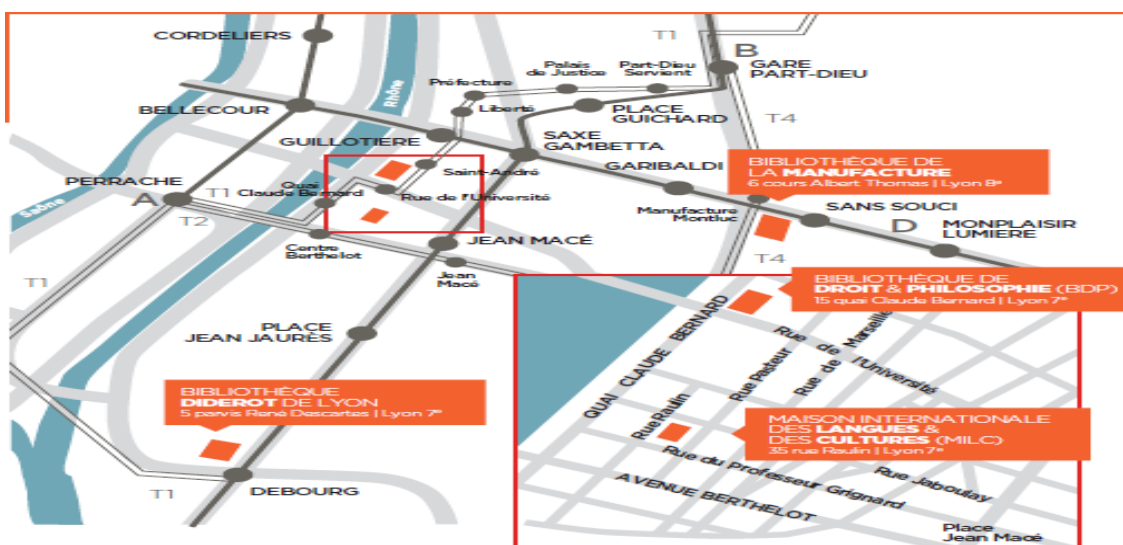 CORDELIERS
T1
B
GARE
PART-DIEU
Palais
de Justice
Part-Dieu
Servient
Préfecture
Rhône
BELLECOUR
Liberté
PLACE
GUICHARD
T4
GUILLOTIÈRE
SAXE
GAMBETTA
GARIBALDI
BIBLIOTHÈQUE DE
LA MANUFACTURE
6 cours Albert Thomas | Lyon 8e
Saint-André
PERRACHE
A
T1
Quai
Claude Bernard
Rue de l'Université
Saône
T2
Manufacture
Montluc
SANS SOUCI
D
MONPLAISIR
LUMIERE
Centre
Berthelot
JEAN MACÉ
Jean
Macé
T4
T1
BIBLIOTHÈQUE DE
DROIT & PHILOSOPHIE (BDP)
15 quai Claude Bernard | Lyon 7e
PLACE
JEAN JAURÈS
QUAI CLAUDE BERNARD
Rue Pasteur
Rue de Marseille
Rue de l'Université
BIBLIOTHÈQUE
DIDEROT DE LYON
5 parvis René Descartes | Lyon 7e
Rue Raulin
MAISON INTERNATIONALE
DES LANGUES &
DES CULTURES (MILC)
35 rue Raulin | Lyon 7e
Rue du Professeur Grignard
Rue Jaboulay
AVENUE BERTHELOT
T1
DEBOURG
Place
Jean Macé